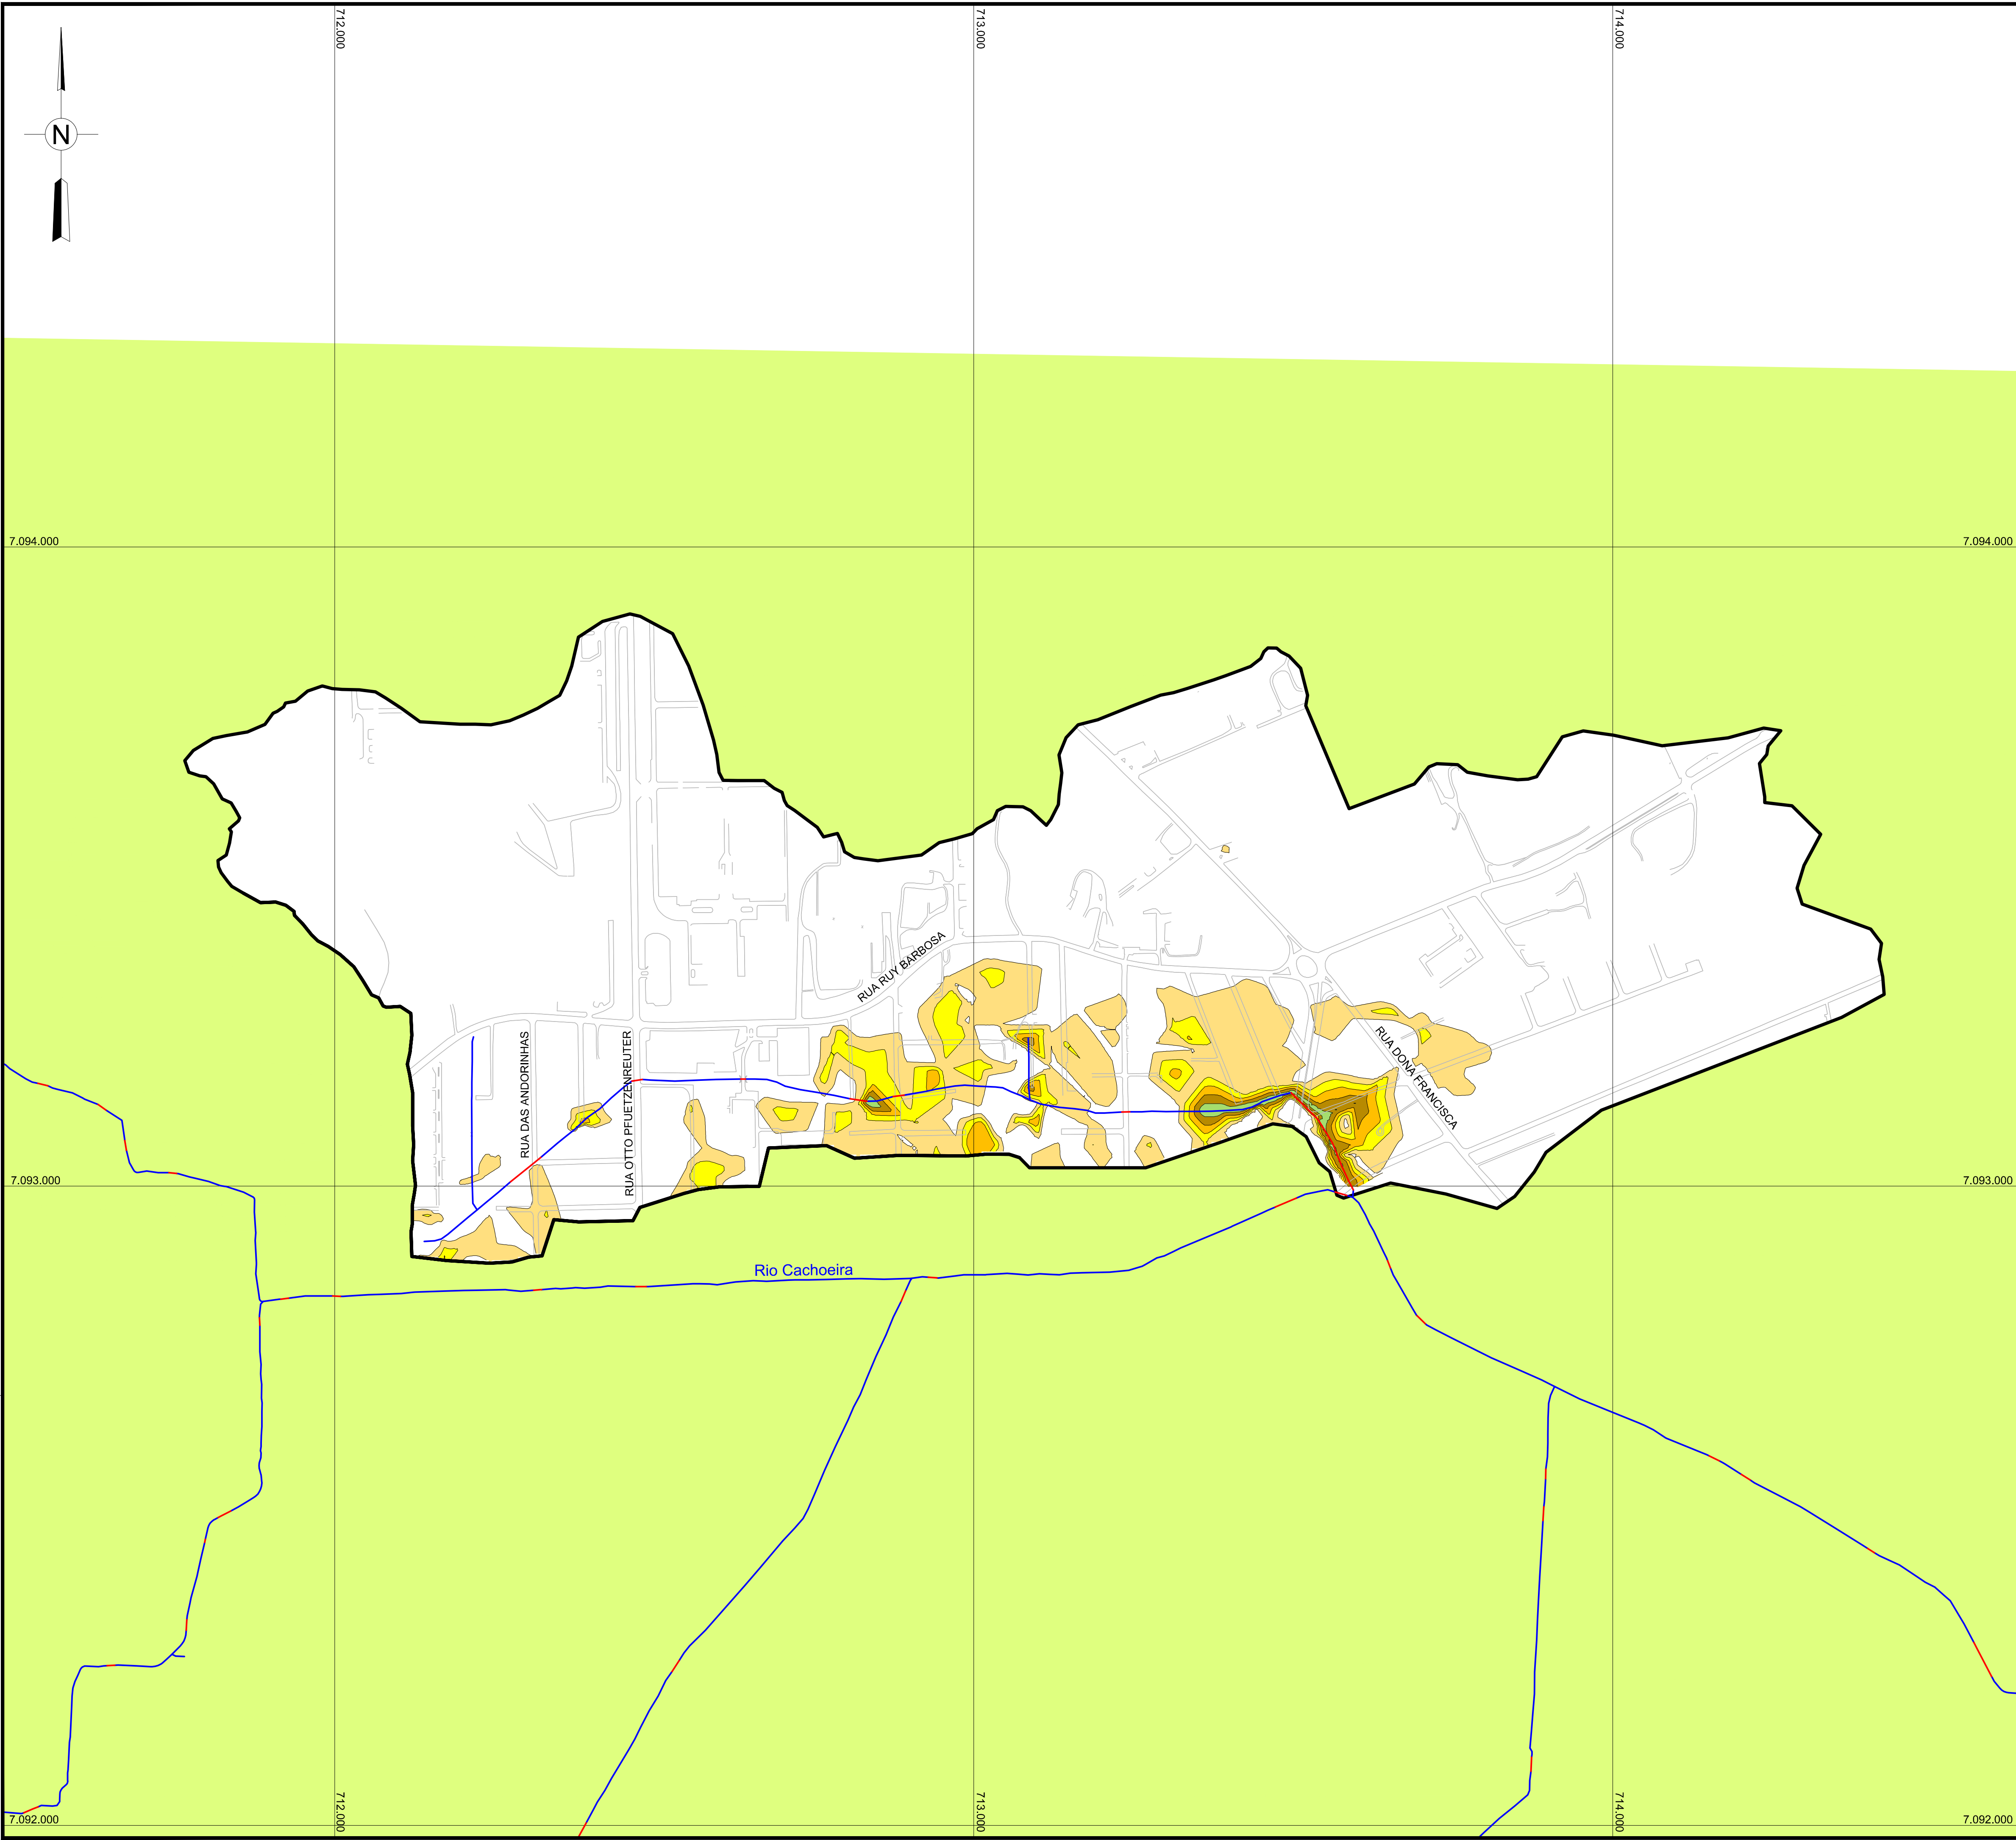 712.000
713.000
714.000
N
7.094.000
7.094.000
RUA RUY BARBOSA
RUA DAS ANDORINHAS
RUA OTTO PFUETZENREUTER
RUA DONA FRANCISCA
7.093.000
7.093.000
Rio Cachoeira
712.000
713.000
714.000
7.092.000
7.092.000